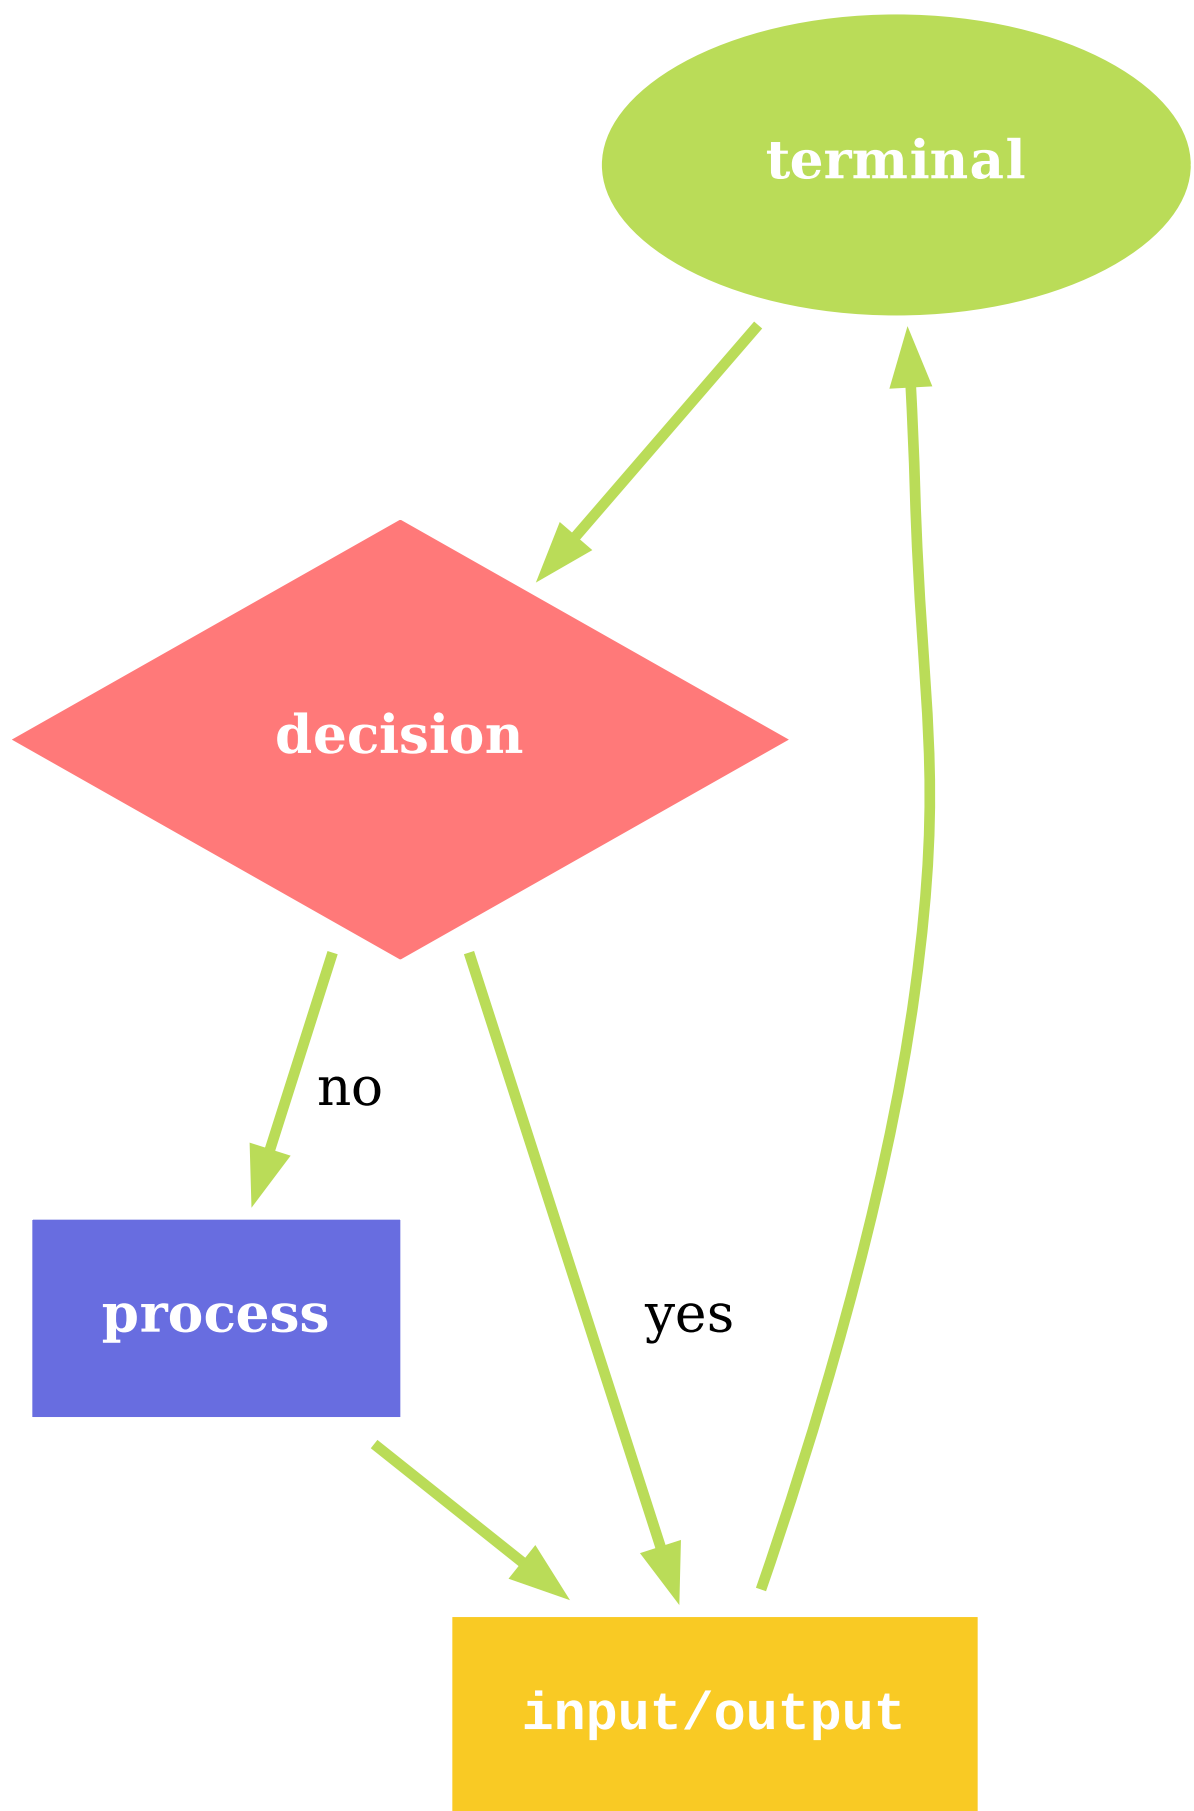 terminal
decision
no
process
yes
input/output